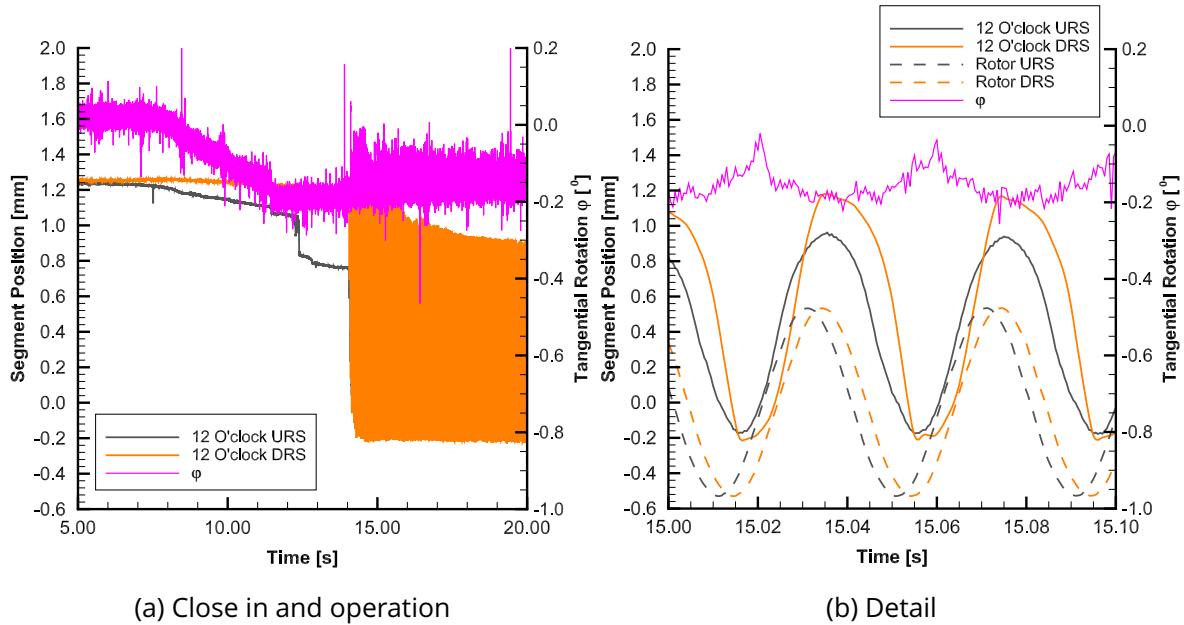 2.0
1.8
1.6
1.4
1.2
1.0
0.8
0.6
0.4
0.2
0.0
-0.2
-0.4
-0.6
Segment Position [mm]
0.2
0.0
-0.2
-0.4
-0.6
-0.8
-1.0
Tangential Rotation φ [°]
12 O'clock URS
12 O'clock DRS
φ
5.00 10.00 15.00 20.00
Time [s]
(a) Close in and operation
12 O'clock URS
12 O'clock DRS
Rotor URS
Rotor DRS
φ
2.0
1.8
1.6
1.4
1.2
1.0
0.8
0.6
0.4
0.2
0.0
-0.2
-0.4
-0.6
Segment Position [mm]
0.2
0.0
-0.2
-0.4
-0.6
-0.8
-1.0
Tangential Rotation φ [°]
15.00 15.02 15.04 15.06 15.08 15.10
Time [s]
(b) Detail